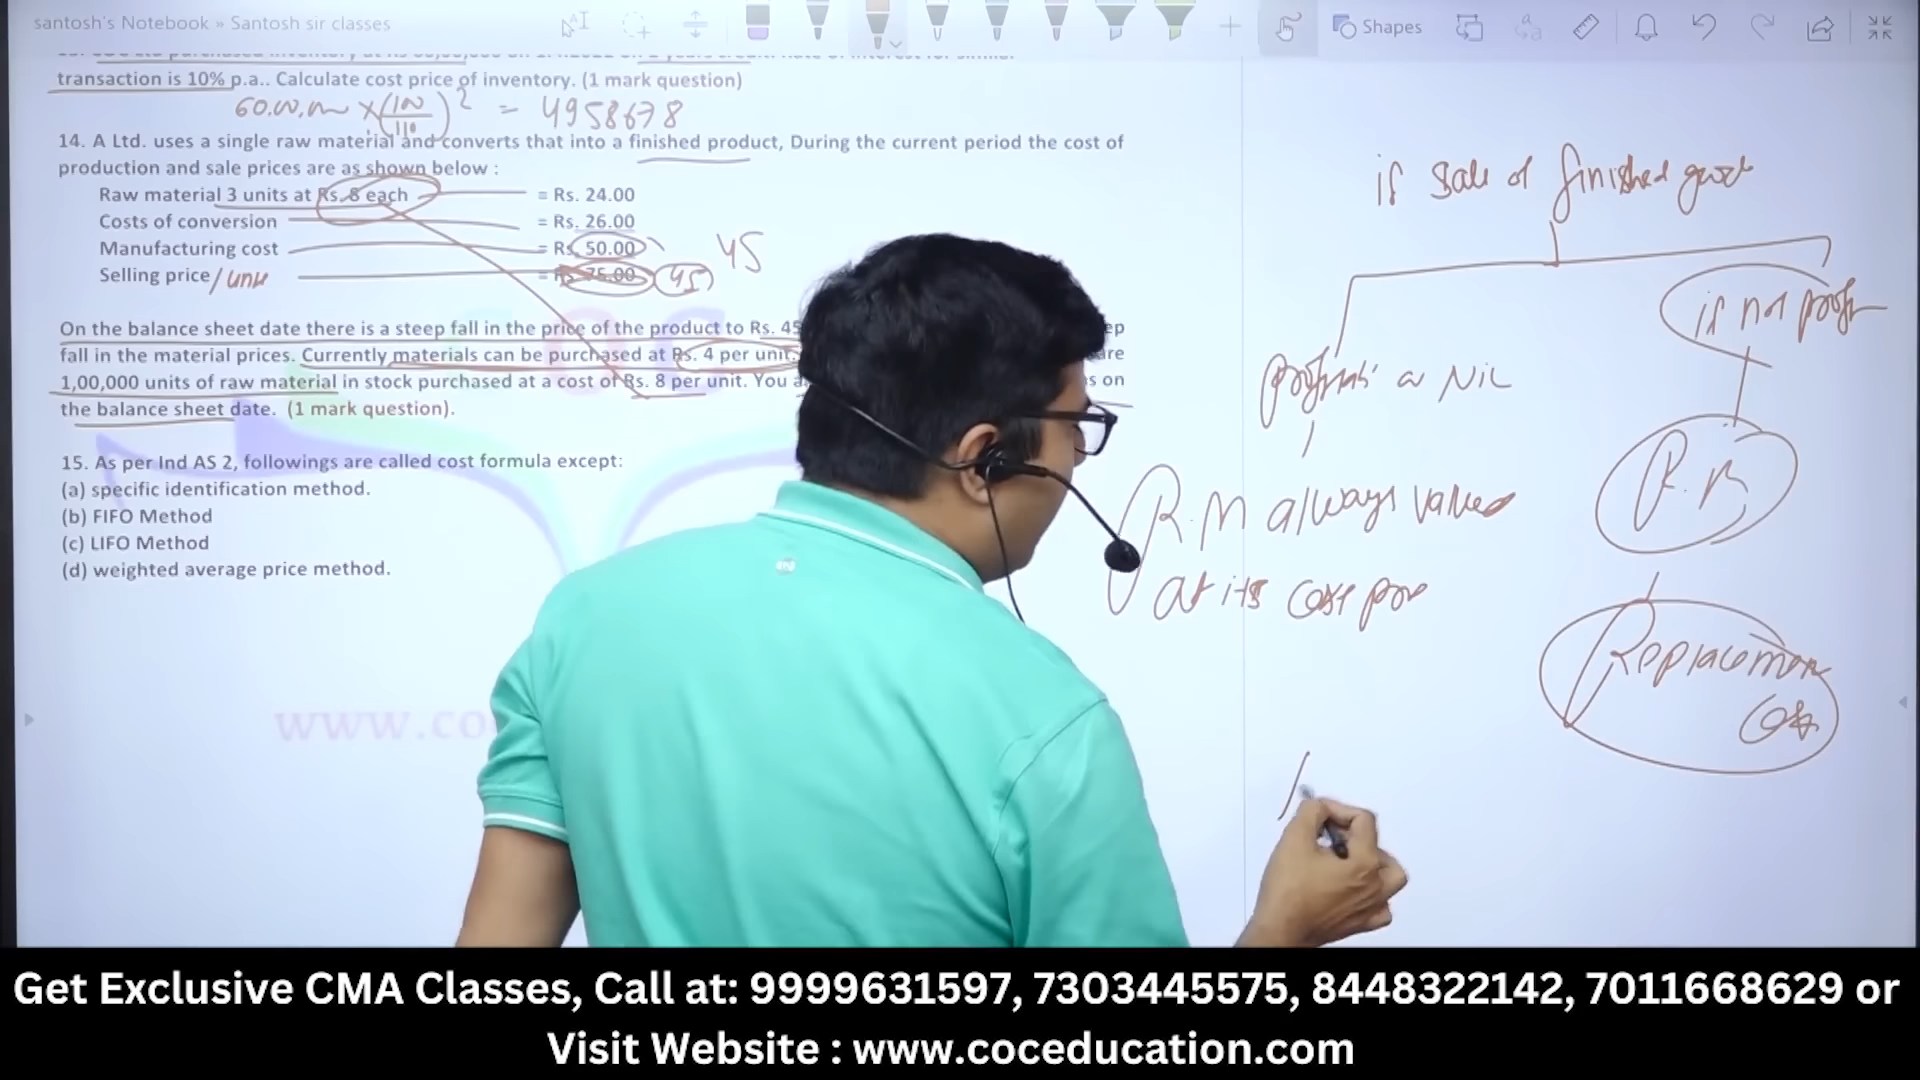 santosh's Notebook » Santosh sir classes
Shapes
transaction is 10% p.a.. Calculate cost price of inventory. (1 mark question)
= 4958678
14. A Ltd. uses a single raw material and converts that into a finished product, During the current period the cost of
production and sale prices are as shown below :
Raw material 3 units at Rs. 8 each = Rs. 24.00
Costs of conversion = Rs. 26.00
Manufacturing cost = Rs. 50.00 45
Selling price/unit = Rs 75.00 45
On the balance sheet date there is a steep fall in the price of the product to Rs. 45
fall in the material prices. Currently materials can be purchased at Rs. 4 per unit.
1,00,000 units of raw material in stock purchased at a cost of Rs. 8 per unit. You
the balance sheet date. (1 mark question).
15. As per Ind AS 2, followings are called cost formula except:
(a) specific identification method.
(b) FIFO Method
(c) LIFO Method
(d) weighted average price method.
if Sale of finished good
if not profit
R.M always valued
at its cost
R.M
Replacement
Cost
www.co
Get Exclusive CMA Classes, Call at: 9999631597, 7303445575, 8448322142, 7011668629 or
Visit Website : www.coceducation.com